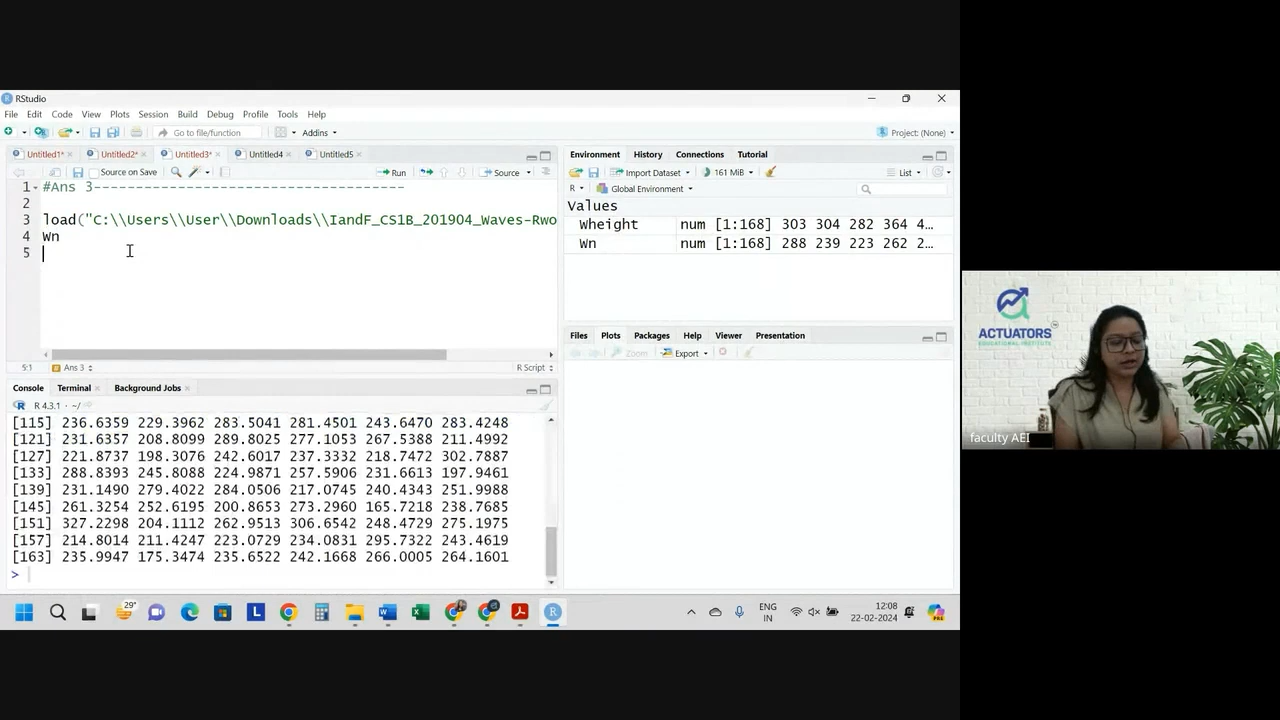 RStudio
File Edit Code View Plots Session Build Debug Profile Tools Help
Go to file/function Addins Project: (None)
Untitled1* Untitled2* Untitled3* Untitled4 Untitled5
Source on Save Run Source
1 #Ans 3-----------------------------------
2
3 load("C:\\Users\\User\\Downloads\\IandF_CS1B_201904_Waves-Rwo
4 Wn
5
5:1 Ans 3 R Script
Console Terminal Background Jobs
R 4.3.1 · ~/
[115] 236.6359 229.3962 283.5041 281.4501 243.6470 283.4248
[121] 231.6357 208.8099 289.8025 277.1053 267.5388 211.4992
[127] 221.8737 198.3076 242.6017 237.3332 218.7472 302.7887
[133] 288.8393 245.8088 224.9871 257.5906 231.6613 197.9461
[139] 231.1490 279.4022 284.0506 217.0745 240.4343 251.9988
[145] 261.3254 252.6195 200.8653 273.2960 165.7218 238.7685
[151] 327.2298 204.1112 262.9513 306.6542 248.4729 275.1975
[157] 214.8014 211.4247 223.0729 234.0831 295.7322 243.4619
[163] 235.9947 175.3474 235.6522 242.1668 266.0005 264.1601
>
Environment History Connections Tutorial
Import Dataset 161 MiB List
R Global Environment
Values
Wheight num [1:168] 303 304 282 364 4…
Wn num [1:168] 288 239 223 262 2…
Files Plots Packages Help Viewer Presentation
Zoom Export
29°
ENG
IN
12:08
22-02-2024
ACTUATORS
EDUCATIONAL INSTITUTE
faculty AEI